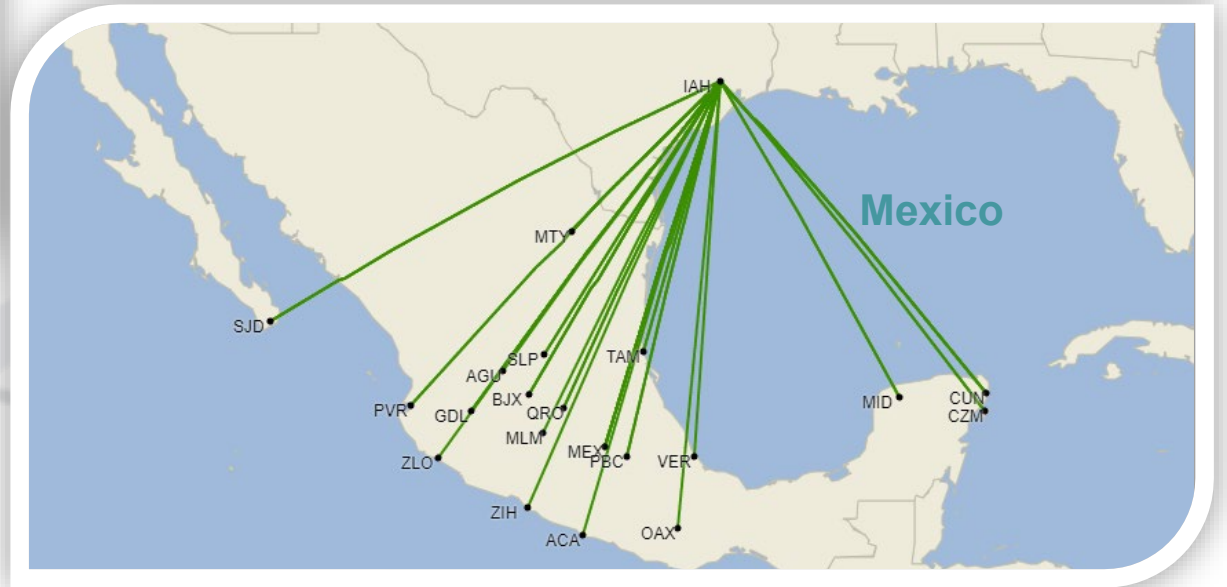 IAH
Mexico
MTY
SJD
SLP
TAM
AGU
BJX
PVR
GDL
QRO
MID
CUN
CZM
MLM
MEX
PBC
VER
ZLO
ZIH
OAX
ACA